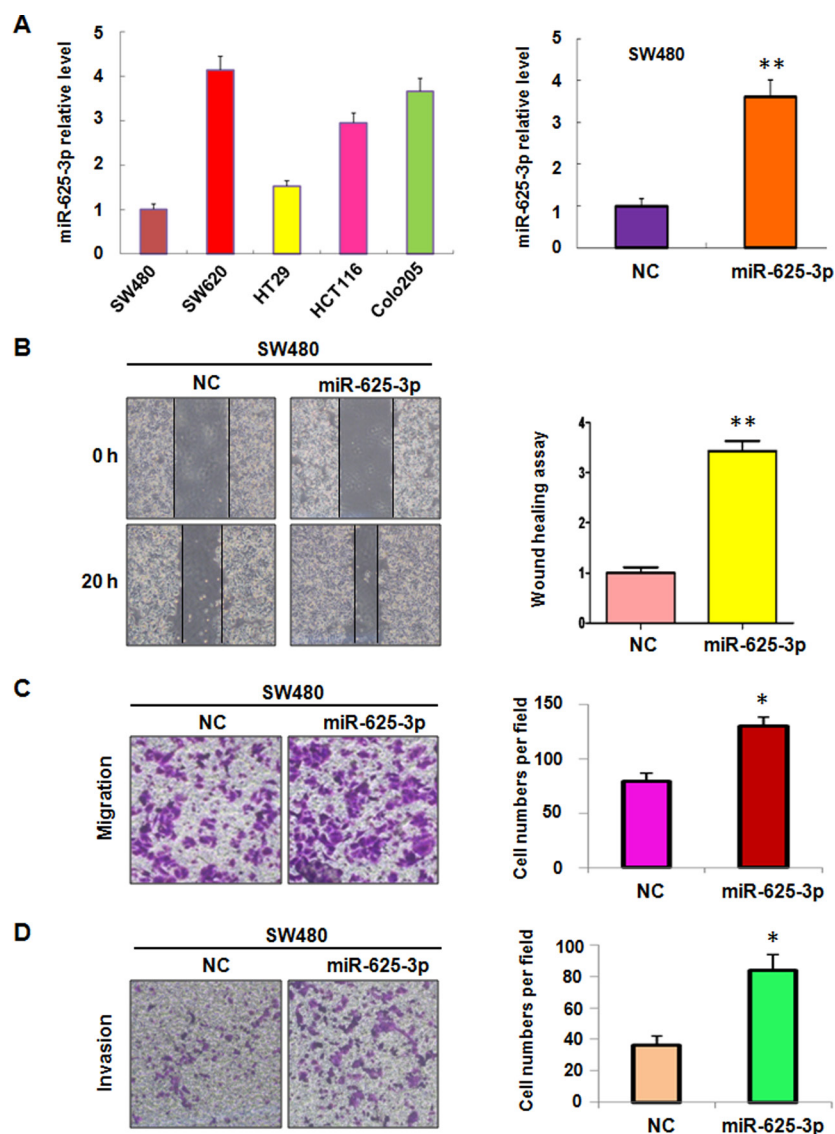 A
miR-625-3p relative level
5
4
3
2
1
0
SW480
SW620
HT29
HCT116
Colo205
miR-625-3p relative level
5
4
3
2
1
0
SW480
**
NC
miR-625-3p
B
SW480
NC
miR-625-3p
0 h
20 h
Wound healing assay
4
3
2
1
0
**
NC
miR-625-3p
C
SW480
NC
miR-625-3p
Migration
Cell numbers per field
150
100
50
0
*
NC
miR-625-3p
D
SW480
NC
miR-625-3p
Invasion
Cell numbers per field
100
80
60
40
20
0
*
NC
miR-625-3p